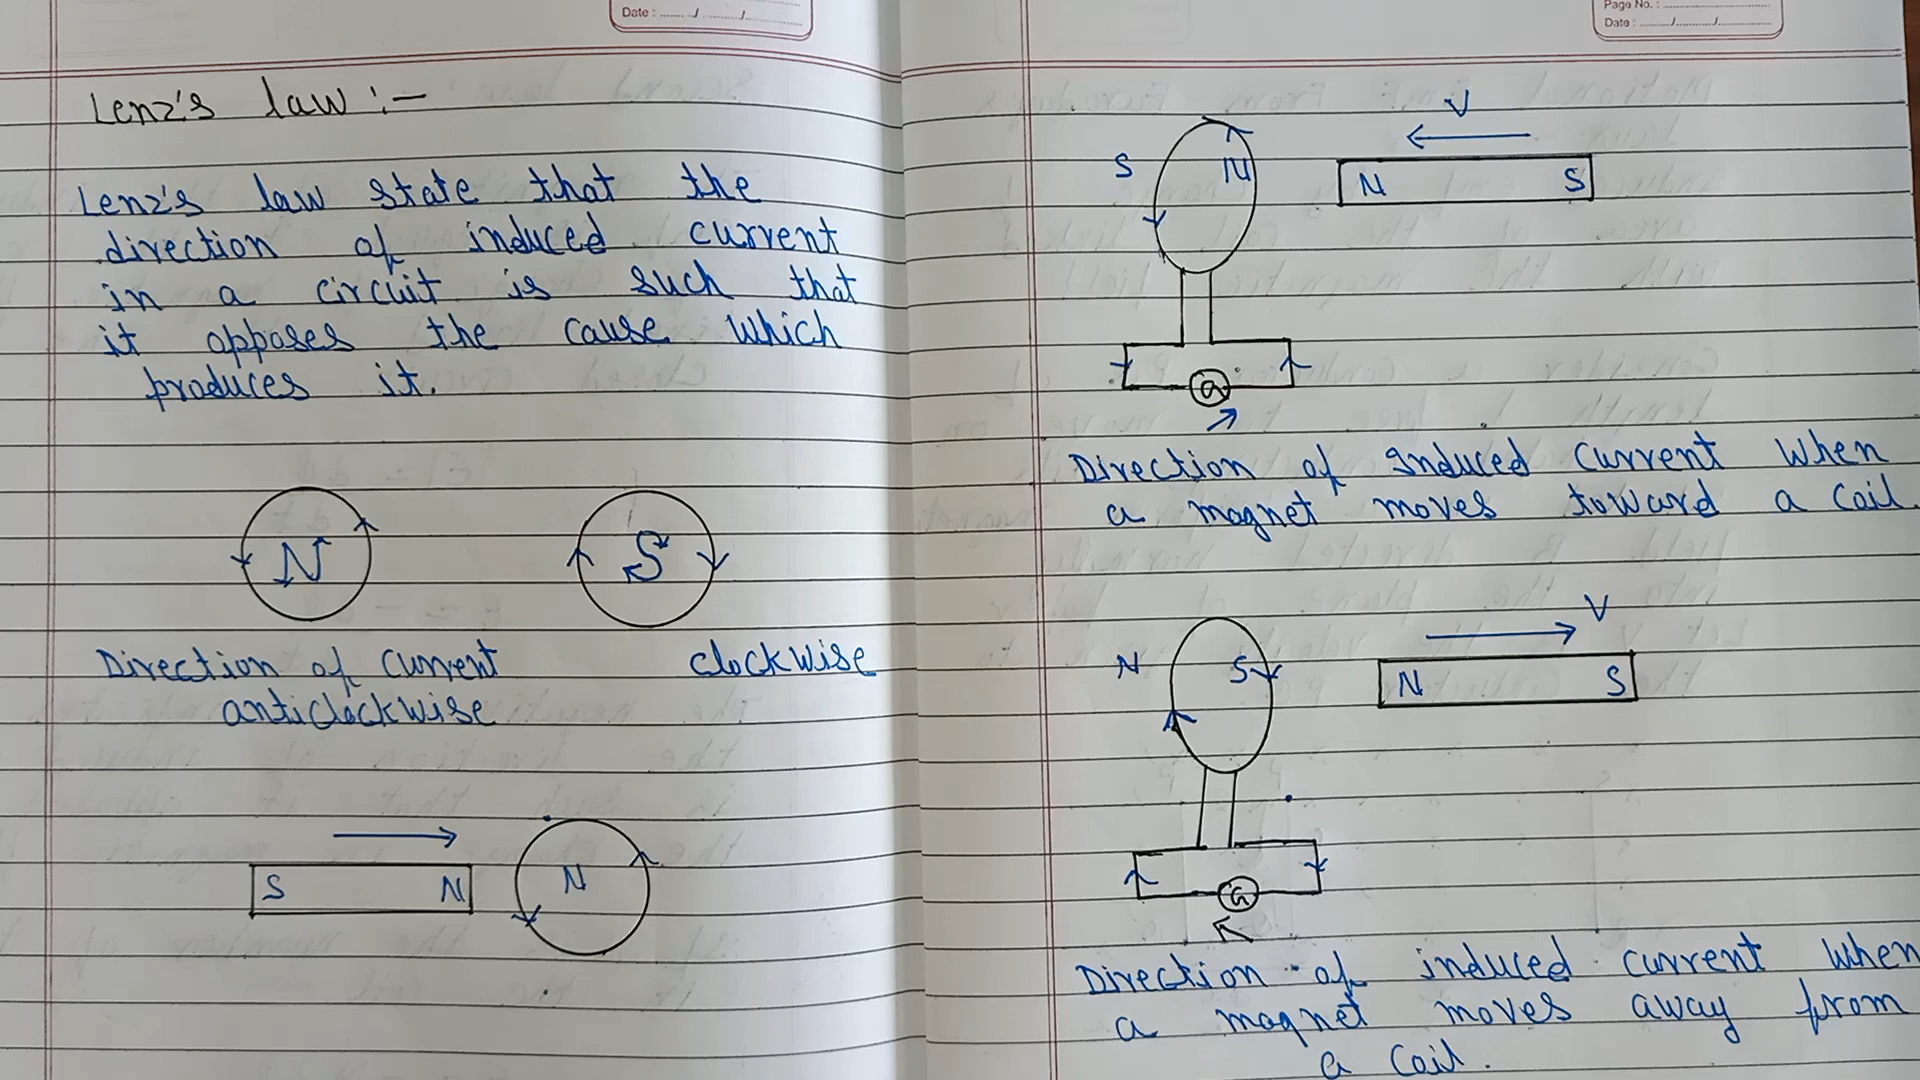 Date : ......./......./.......
Lenz's law :-
Lenz's law state that the
direction of induced current
in a circuit is such that
it opposes the cause which
produces it.
N S
Direction of current clockwise
anticlockwise
S N N
Page No. :
Date : ......./......./.......
V
S N N S
G
Direction of Induced current When
a magnet moves toward a coil.
V
N S N S
G
Direction of induced current When
a magnet moves away from
a coil.